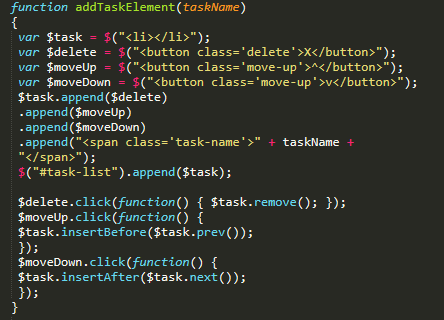 function addTaskElement(taskName)
{
var $task = $("<li></li>");
var $delete = $("<button class='delete'>X</button>");
var $moveUp = $("<button class='move-up'>^</button>");
var $moveDown = $("<button class='move-up'>v</button>");
$task.append($delete)
.append($moveUp)
.append($moveDown)
.append("<span class='task-name'>" + taskName +
"</span>");
$("#task-list").append($task);

$delete.click(function() { $task.remove(); });
$moveUp.click(function() {
$task.insertBefore($task.prev());
});
$moveDown.click(function() {
$task.insertAfter($task.next());
});
}